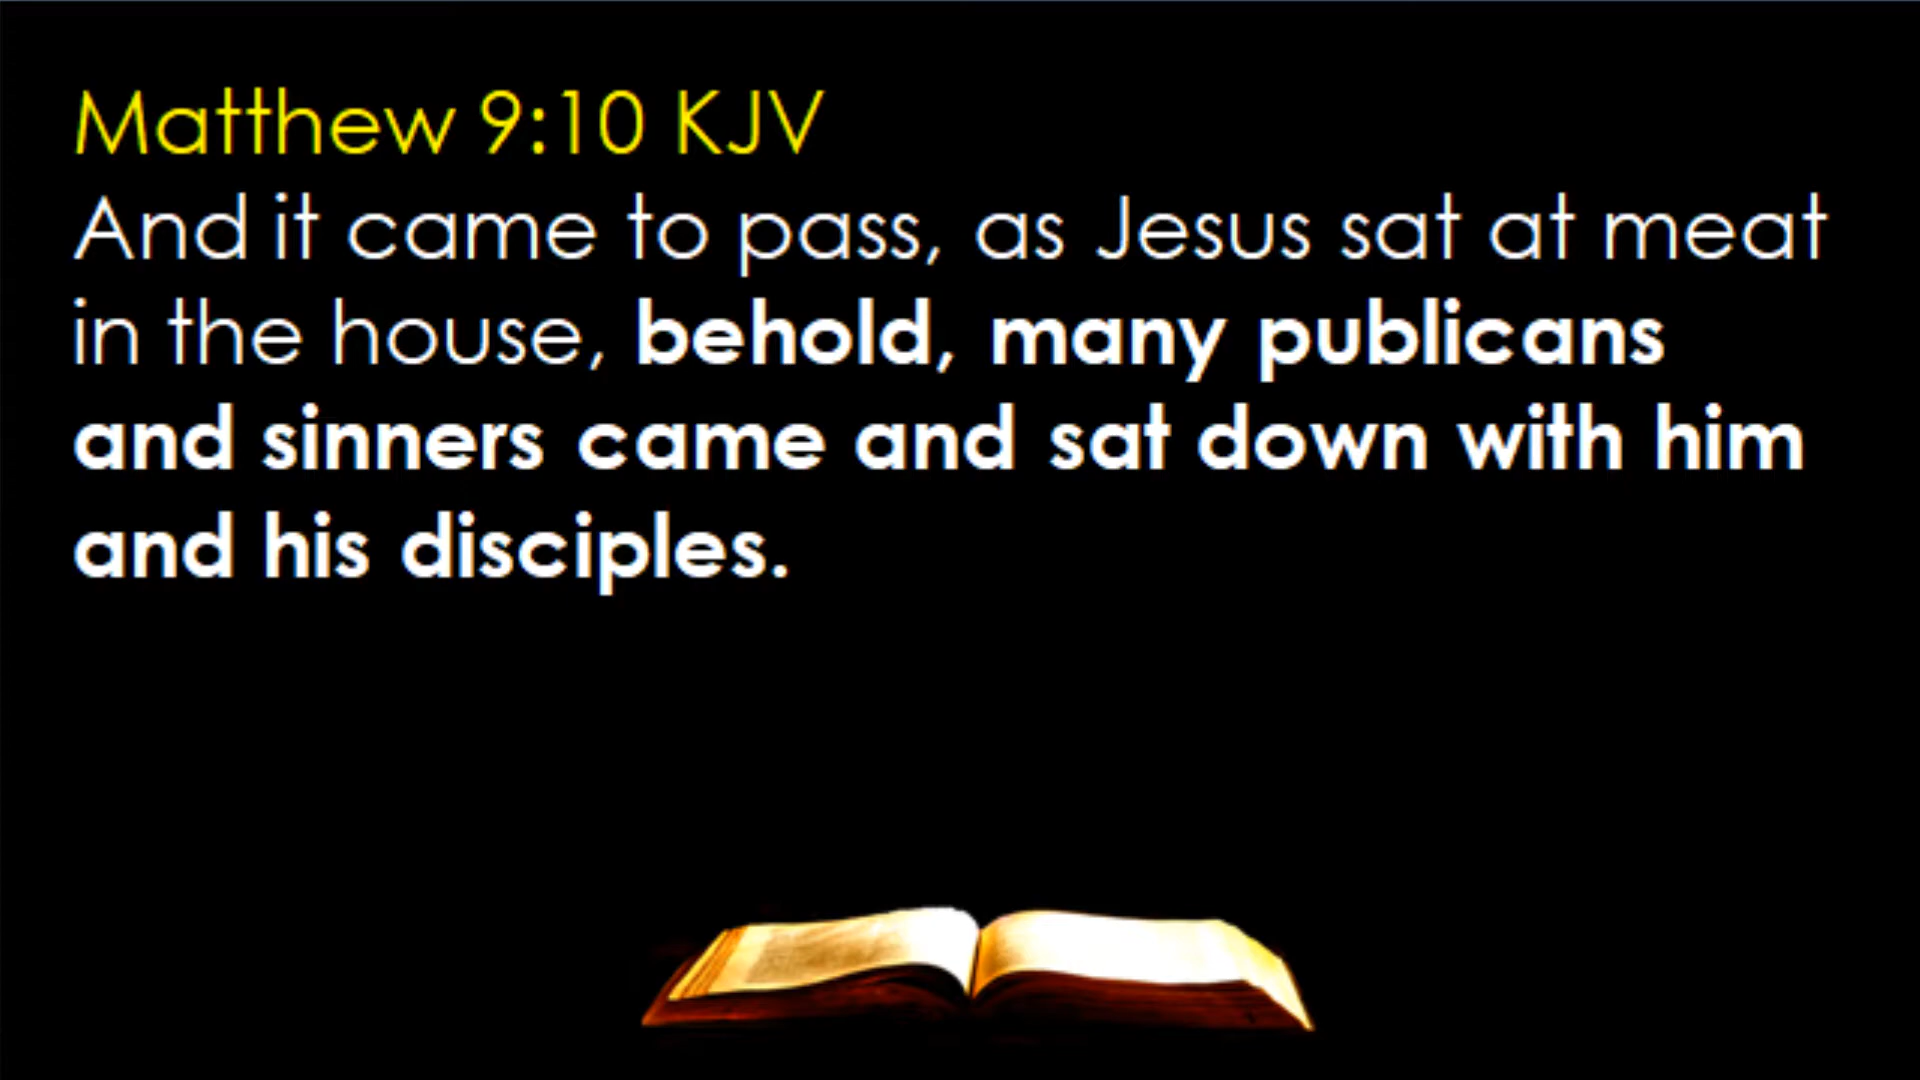 Matthew 9:10 KJV
And it came to pass, as Jesus sat at meat
in the house, behold, many publicans
and sinners came and sat down with him
and his disciples.